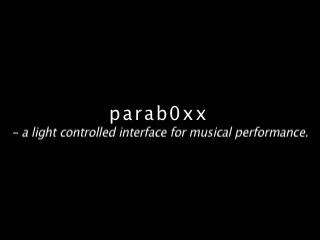 parab0xx
- a light controlled interface for musical performance.